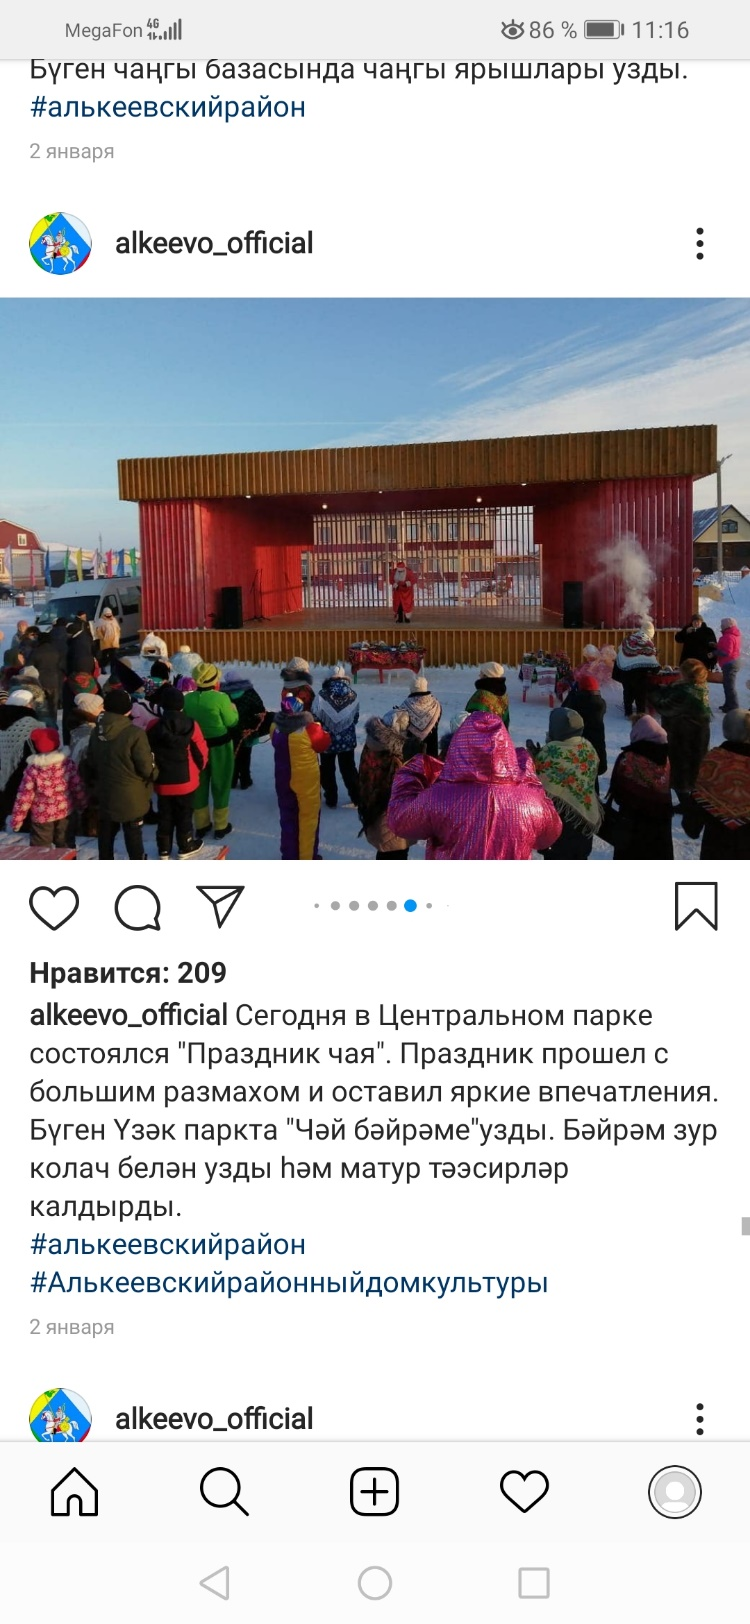 MegaFon 4G 86 % 11:16
Бүген чаңгы базасында чаңгы ярышлары узды.
#алькеевскийрайон
2 января
alkeevo_official
Нравится: 209
alkeevo_official Сегодня в Центральном парке
состоялся "Праздник чая". Праздник прошел с
большим размахом и оставил яркие впечатления.
Бүген Үзәк паркта "Чәй бәйрәме"узды. Бәйрәм зур
колач белән узды һәм матур тәэсирләр
калдырды.
#алькеевскийрайон
#Алькеевскийрайонныйдомкультуры
2 января
alkeevo_official